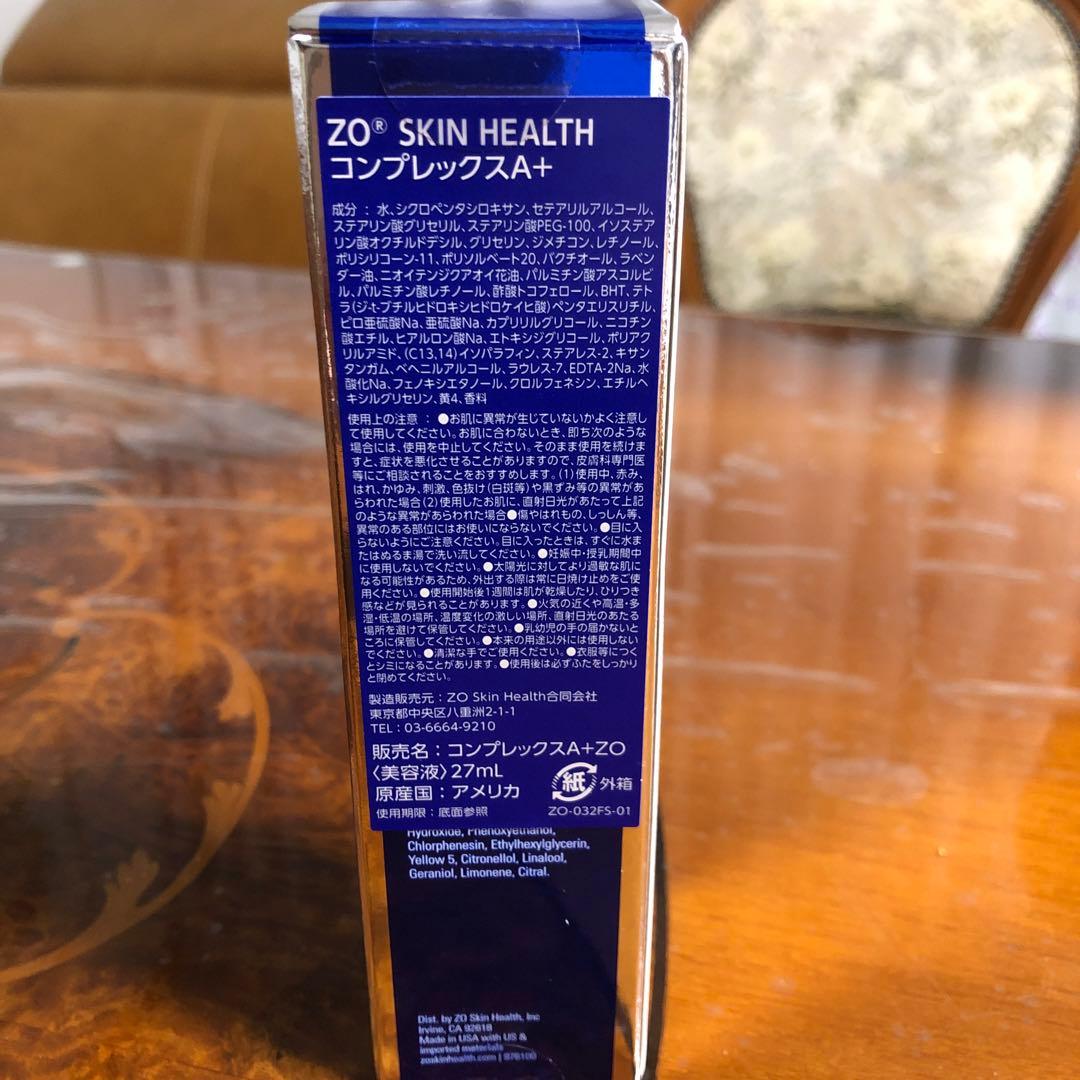 ZO® SKIN HEALTH
コンプレックスA+
成分 : 水、シクロペンタシロキサン、セテアリルアルコール、
ステアリン酸グリセリル、ステアリン酸PEG-100、イソステア
リン酸オクチルドデシル、グリセリン、ジメチコン、レチノール、
ポリシリコーン-11、ポリソルベート20、バクチオール、ラベン
ダー油、ニオイテンジクアオイ花油、パルミチン酸アスコルビ
ル、パルミチン酸レチノール、酢酸トコフェロール、BHT、テト
ラ(ジ-t-ブチルヒドロキシヒドロケイヒ酸)ペンタエリスリチル、
ピロ亜硫酸Na、亜硫酸Na、カプリリルグリコール、ニコチン
酸エチル、ヒアルロン酸Na、エトキシジグリコール、ポリアク
リルアミド、(C13,14)イソパラフィン、ステアレス-2、キサン
タンガム、ベヘニルアルコール、ラウレス-7、EDTA-2Na、水
酸化Na、フェノキシエタノール、クロルフェネシン、エチルヘ
キシルグリセリン、黄4、香料
使用上の注意 : ●お肌に異常が生じていないかよく注意し
て使用してください。お肌に合わないとき、即ち次のような
場合には、使用を中止してください。そのまま使用を続けま
すと、症状を悪化させることがありますので、皮膚科専門医
等にご相談されることをおすすめします。(1)使用中、赤み、
はれ、かゆみ、刺激、色抜け(白斑等)や黒ずみ等の異常があ
らわれた場合(2)使用したお肌に、直射日光があたって上記
のような異常があらわれた場合●傷やはれもの、しっしん等、
異常のある部位にはお使いにならないでください。●目に入
らないようにご注意ください。目に入ったときは、すぐに水ま
たはぬるま湯で洗い流してください。●妊娠中・授乳期間中
に使用しないでください。●太陽光に対してより過敏な肌に
なる可能性があるため、外出する際は常に日焼け止めをご使
用ください。●使用開始後1週間は肌が乾燥したり、ひりつき
感などが見られることがあります。●火気の近くや高温・多
湿・低温の場所、温度変化の激しい場所、直射日光のあたる
場所を避けて保管してください。●乳幼児の手の届かないと
ころに保管してください。●本来の用途以外には使用しない
でください。●清潔な手でご使用ください。●衣服等につく
とシミになることがあります。●使用後は必ずふたをしっかり
と閉めてください。
製造販売元 : ZO Skin Health合同会社
東京都中央区八重洲2-1-1
TEL : 03-6664-9210
販売名 : コンプレックスA+ZO
〈美容液〉27mL
原産国 : アメリカ
紙 外箱
使用期限 : 底面参照 ZO-032FS-01
Hydroxide, Phenoxyethanol,
Chlorphenesin, Ethylhexylglycerin,
Yellow 5, Citronellol, Linalool,
Geraniol, Limonene, Citral.
Dist. by ZO Skin Health, Inc
Irvine, CA 92618
Made in USA with US &
imported materials
zoskinhealth.com | 876100